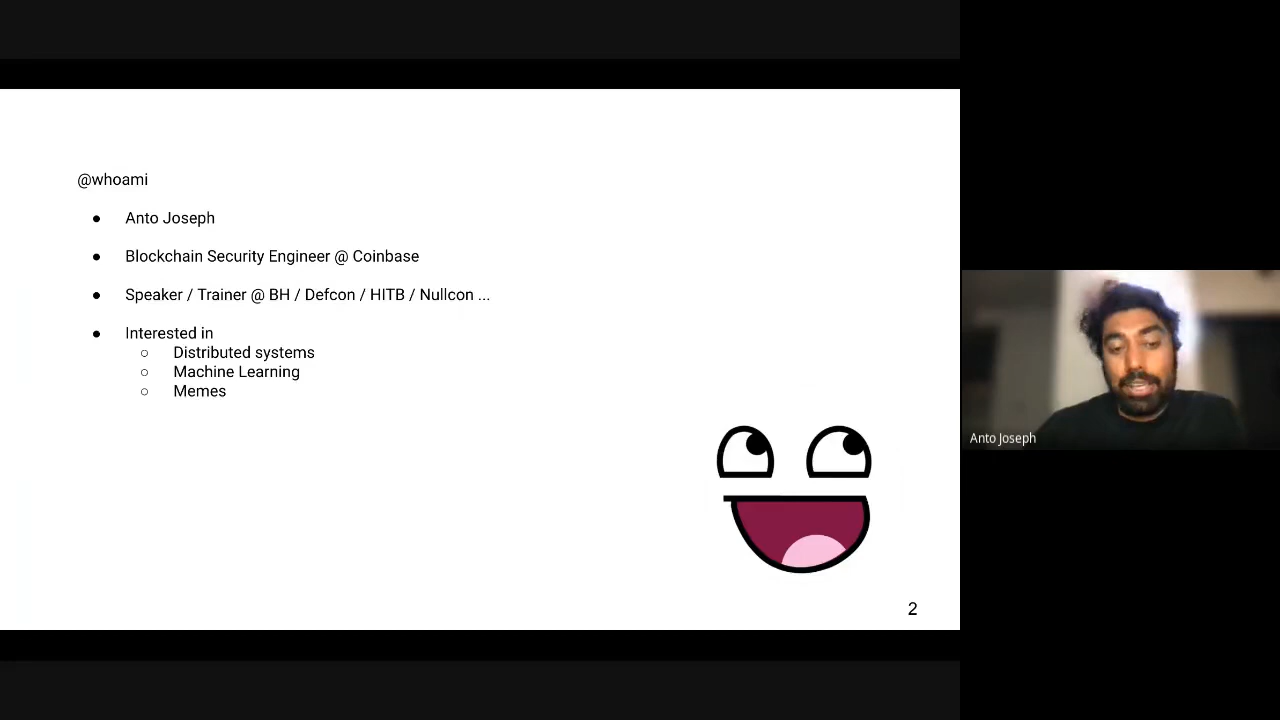 @whoami
● Anto Joseph
● Blockchain Security Engineer @ Coinbase
● Speaker / Trainer @ BH / Defcon / HITB / Nullcon ...
● Interested in
○ Distributed systems
○ Machine Learning
○ Memes
2
Anto Joseph